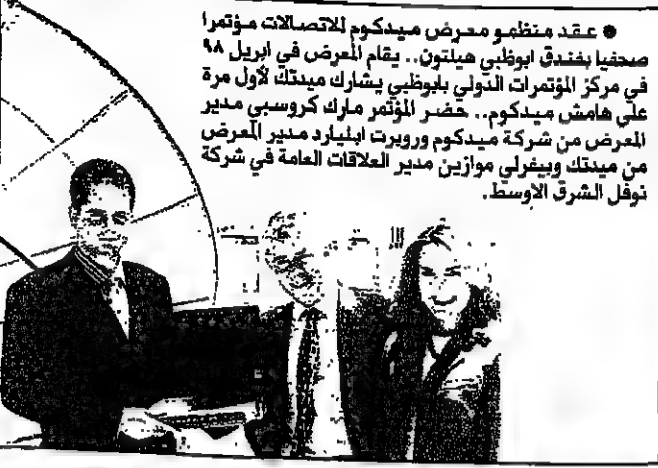 ● عقد منظمو معرض ميدكوم للاتصالات مؤتمرا
صحفيا بفندق ابوظبي هيلتون.. يقام المعرض في ابريل ٩٨
في مركز المؤتمرات الدولي بابوظبي يشارك ميدتك لأول مرة
علي هامش ميدكوم.. حضر المؤتمر مارك كروسبي مدير
المعرض من شركة ميدكوم وروبرت ابليارد مدير المعرض
من ميدتك وبيفرلي موازين مدير العلاقات العامة في شركة
نوفل الشرق الاوسط.